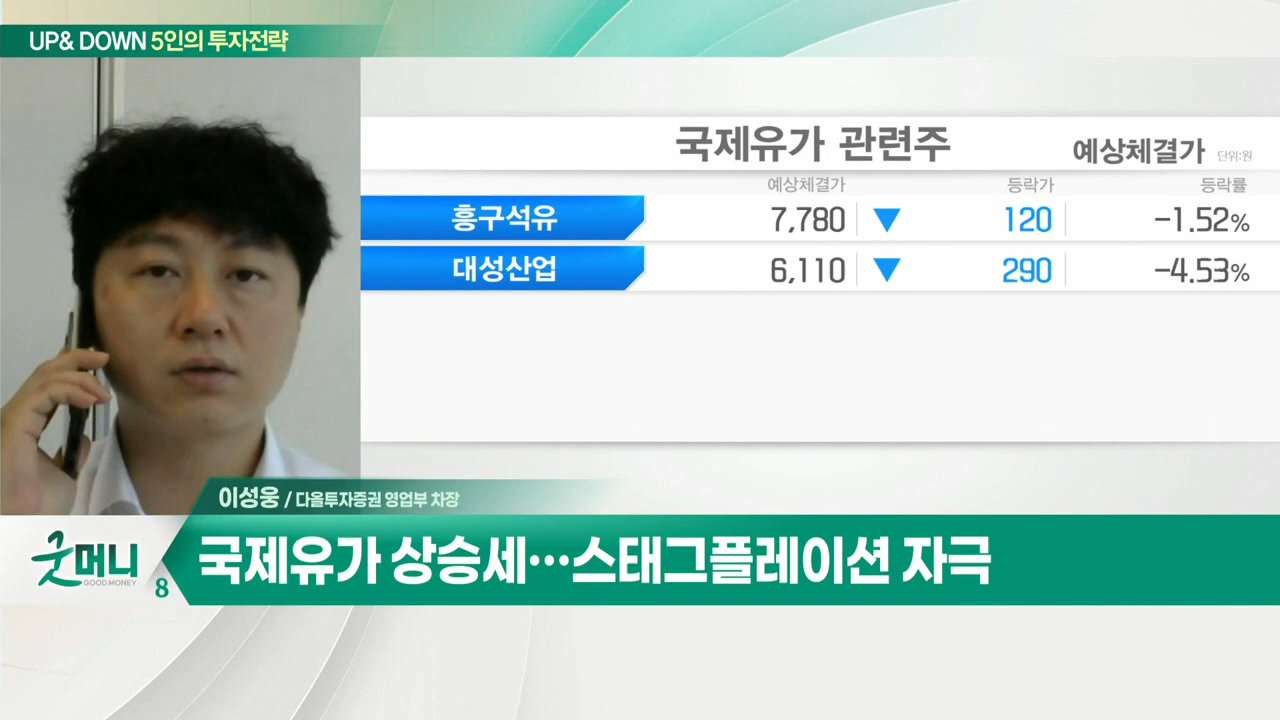 UP& DOWN 5인의 투자전략
국제유가 관련주 예상체결가 단위:원
예상체결가 등락가 등락률
흥구석유 7,780 ▼ 120 -1.52%
대성산업 6,110 ▼ 290 -4.53%
이성웅 / 다올투자증권 영업부 차장
굿머니
GOOD MONEY
8
국제유가 상승세…스태그플레이션 자극